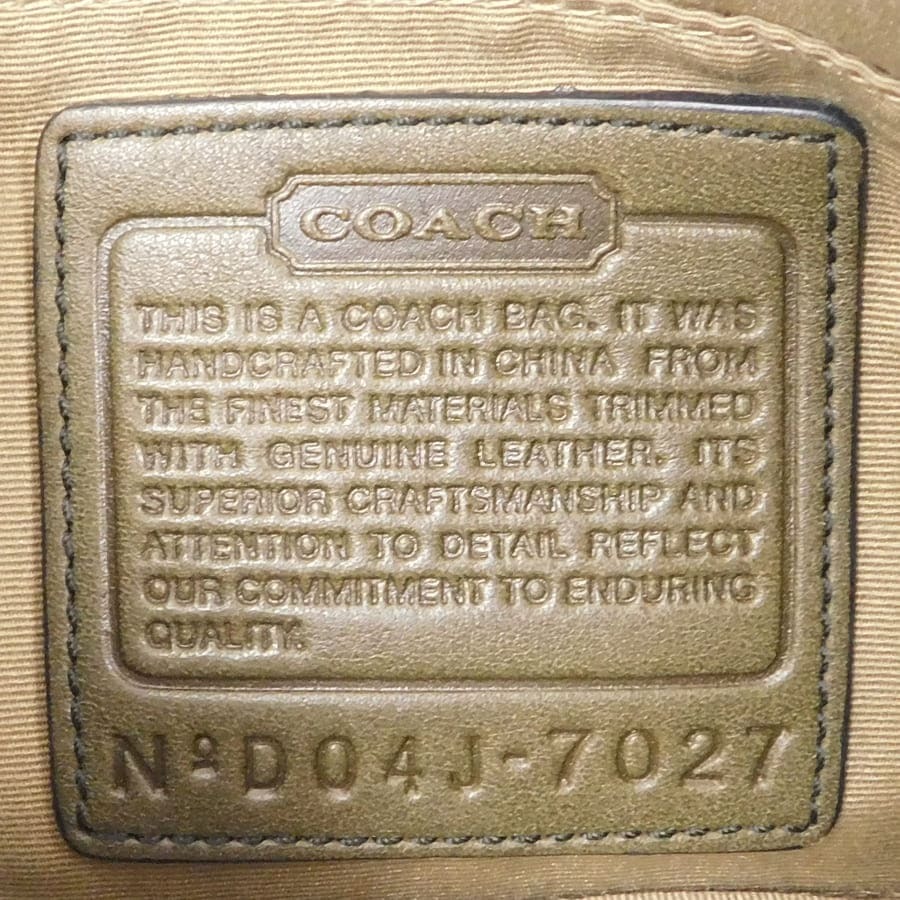 COACH
THIS IS A COACH BAG. IT WAS
HANDCRAFTED IN CHINA FROM
THE FINEST MATERIALS TRIMMED
WITH GENUINE LEATHER. ITS
SUPERIOR CRAFTSMANSHIP AND
ATTENTION TO DETAIL REFLECT
OUR COMMITMENT TO ENDURING
QUALITY.
Nº D04J-7027